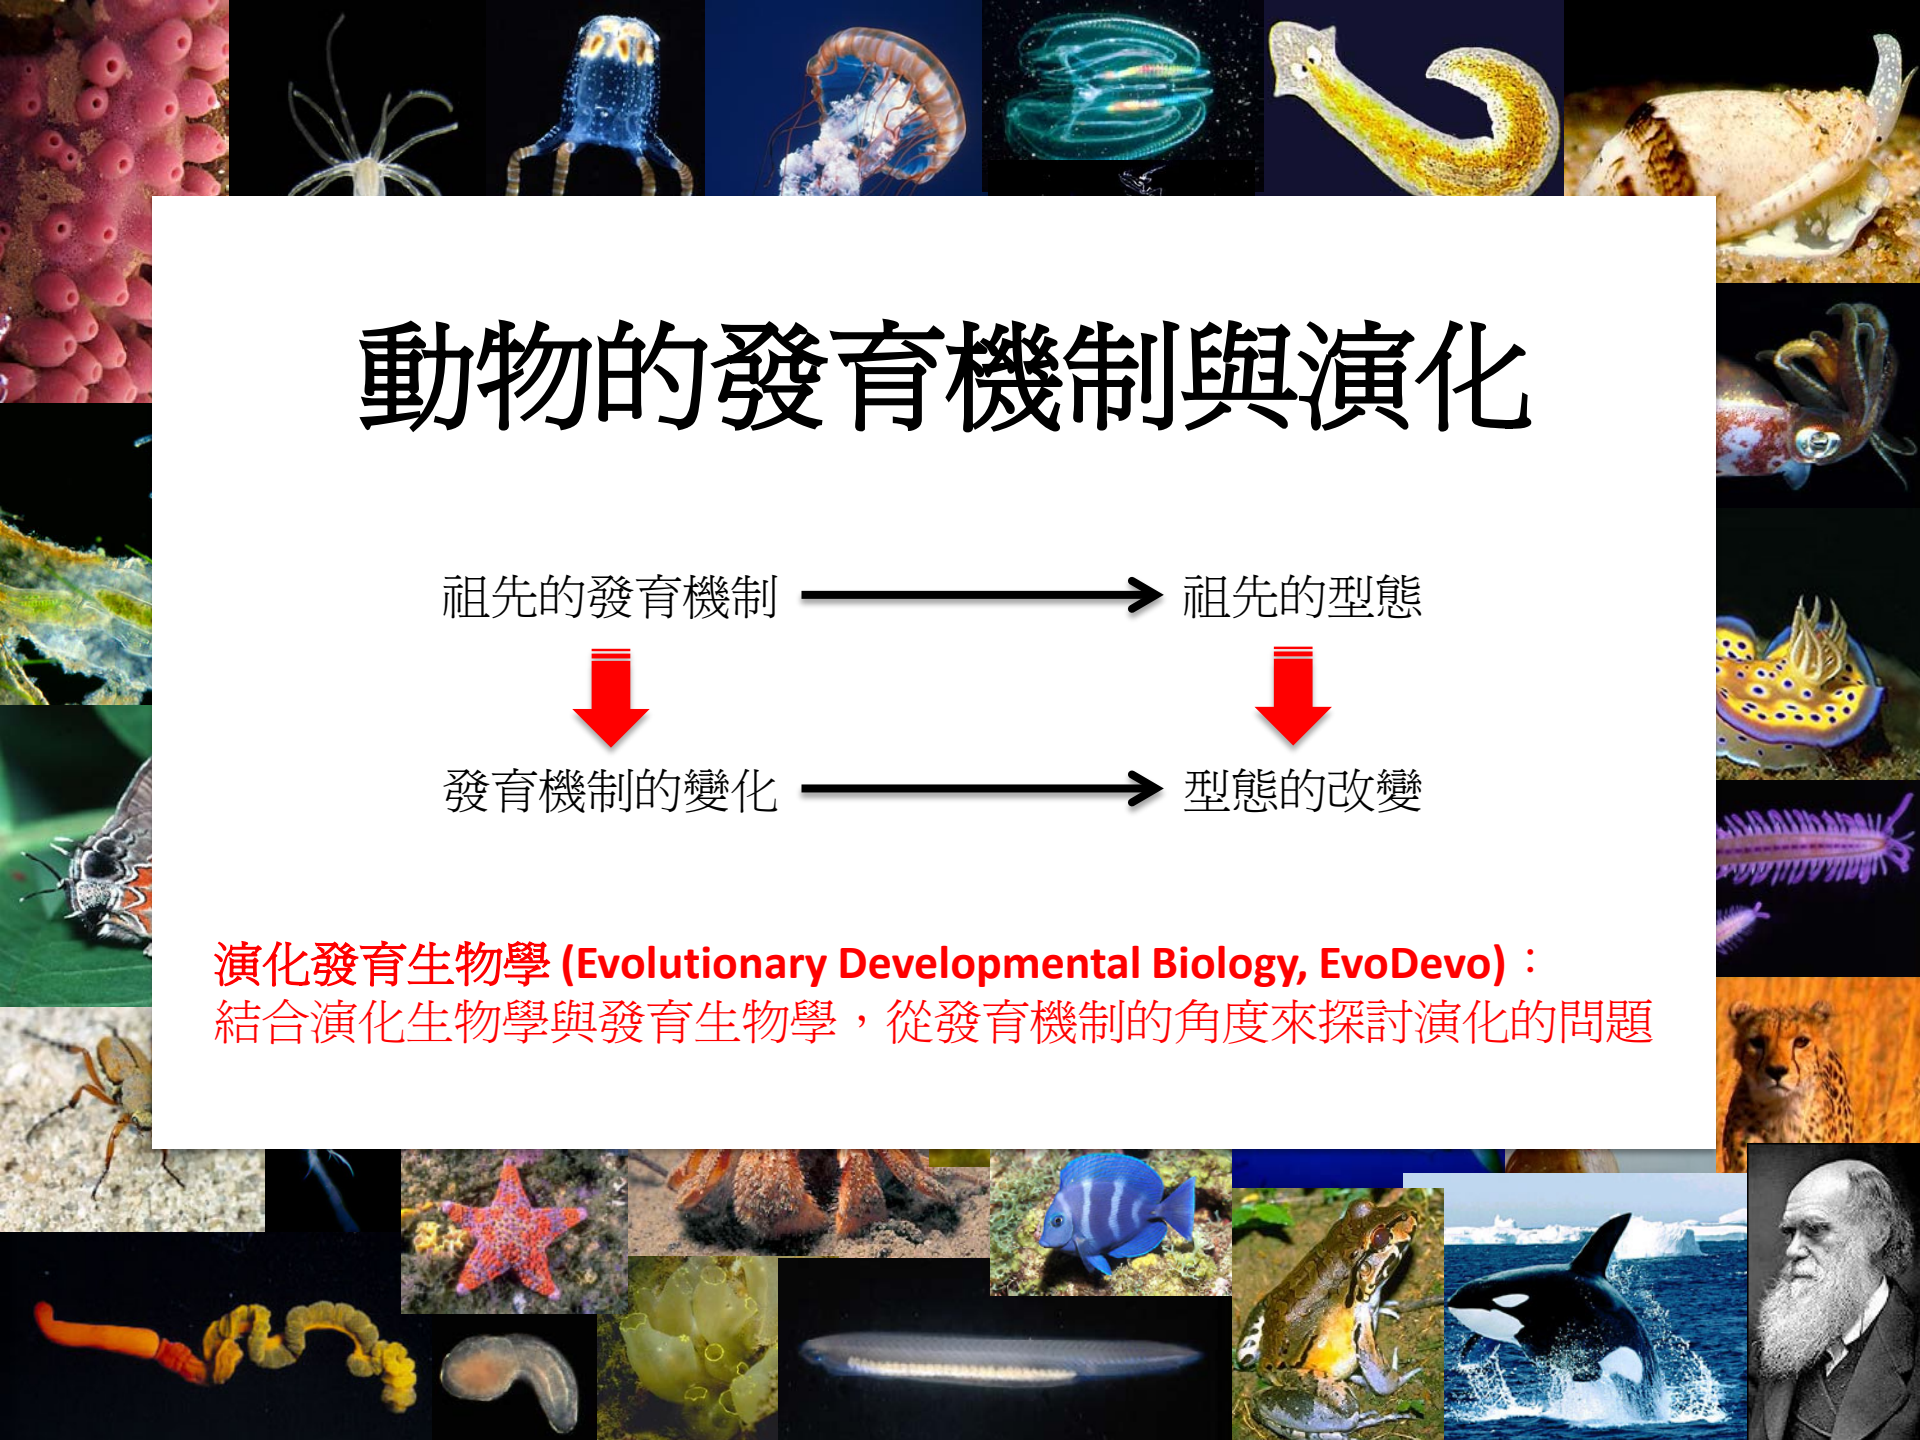 動物的發育機制與演化
祖先的發育機制
祖先的型態
發育機制的變化
型態的改變
演化發育生物學 (Evolutionary Developmental Biology, EvoDevo)：
結合演化生物學與發育生物學，從發育機制的角度來探討演化的問題